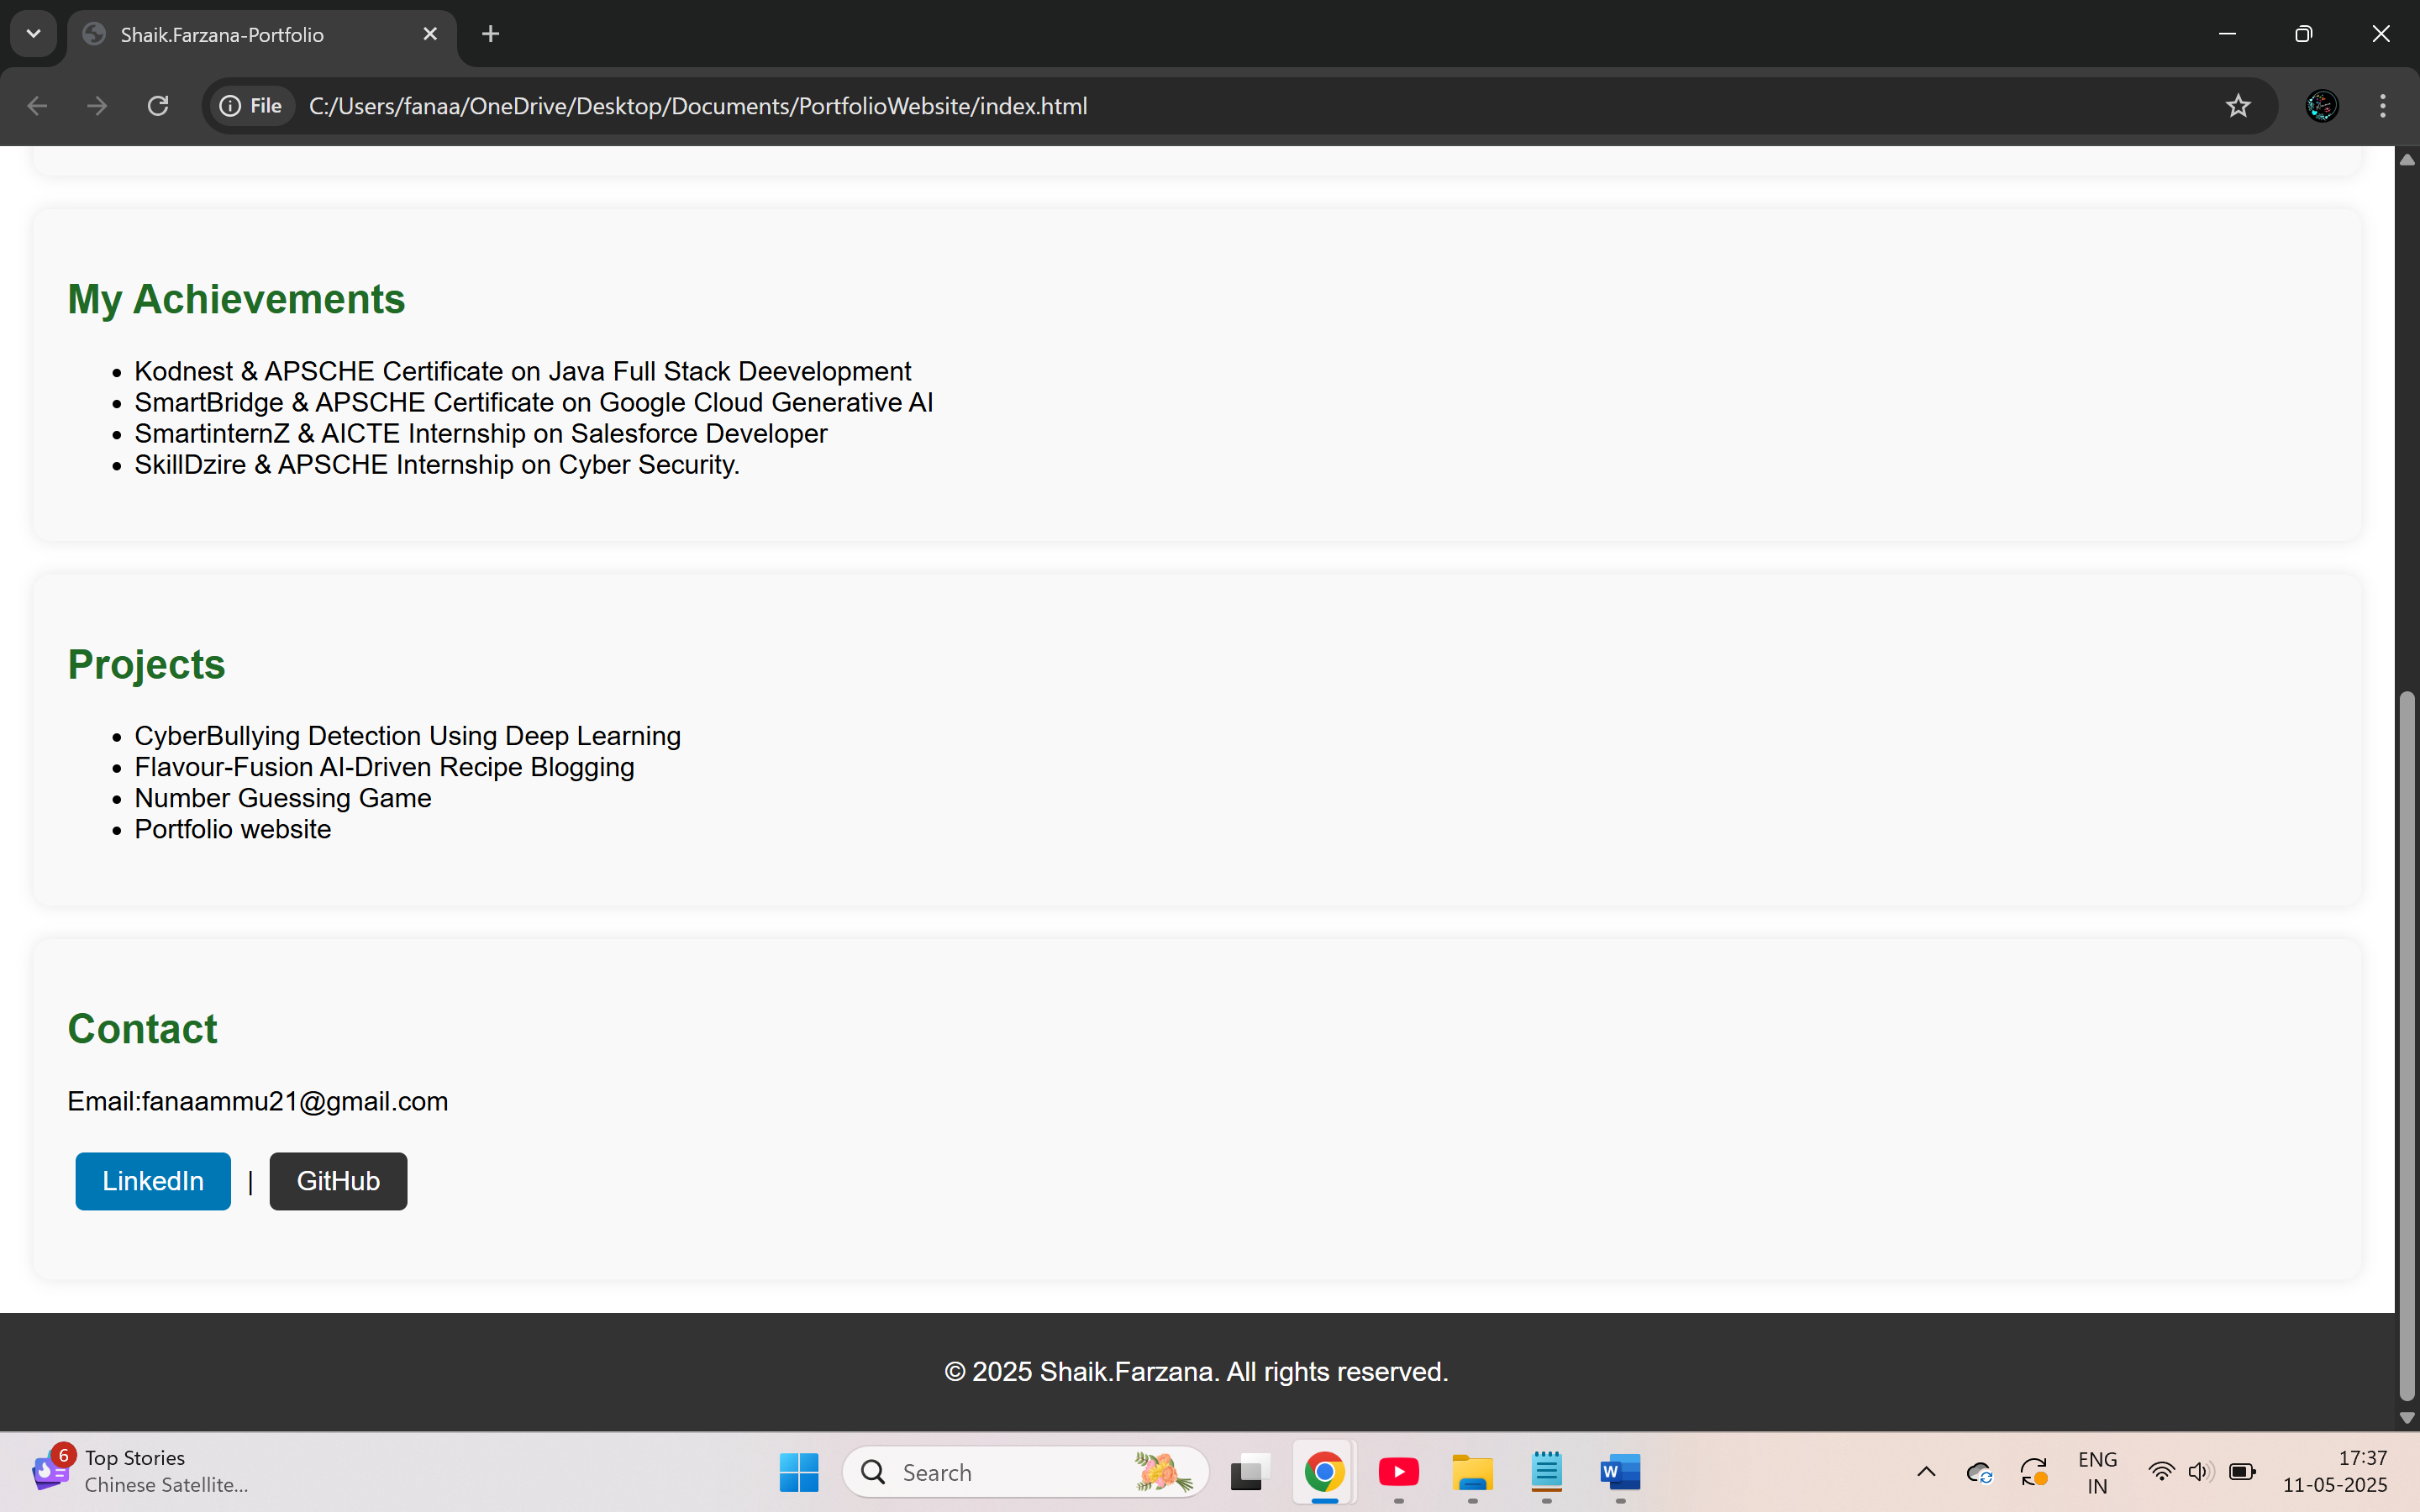 Shaik.Farzana-Portfolio
File C:/Users/fanaa/OneDrive/Desktop/Documents/PortfolioWebsite/index.html
My Achievements
Kodnest & APSCHE Certificate on Java Full Stack Deevelopment
SmartBridge & APSCHE Certificate on Google Cloud Generative AI
SmartinternZ & AICTE Internship on Salesforce Developer
SkillDzire & APSCHE Internship on Cyber Security.
Projects
CyberBullying Detection Using Deep Learning
Flavour-Fusion AI-Driven Recipe Blogging
Number Guessing Game
Portfolio website
Contact
Email:fanaammu21@gmail.com
LinkedIn | GitHub
© 2025 Shaik.Farzana. All rights reserved.
6
Top Stories
Chinese Satellite...
Search
W
ENG
IN
17:37
11-05-2025